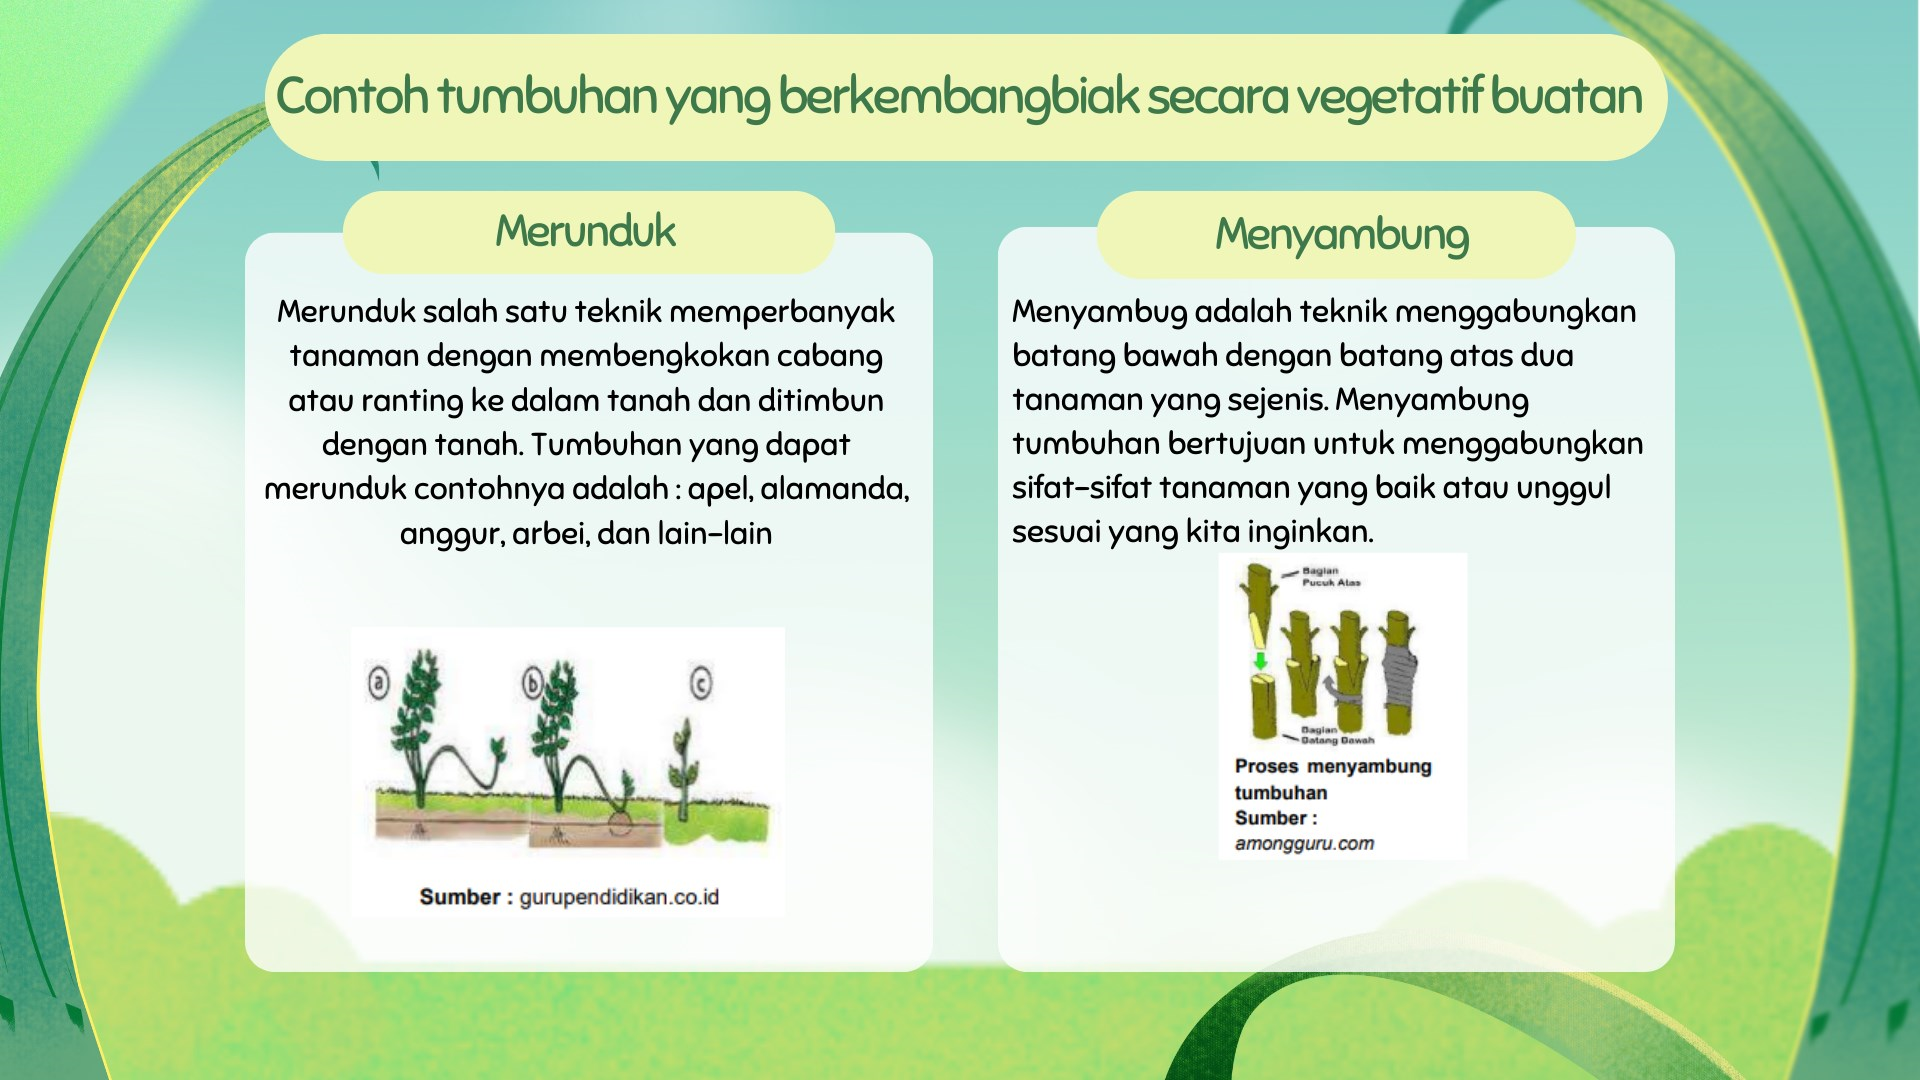 Contoh tumbuhan yang berkembangbiak secara vegetatif buatan
Merunduk
Merunduk salah satu teknik memperbanyak
tanaman dengan membengkokan cabang
atau ranting ke dalam tanah dan ditimbun
dengan tanah. Tumbuhan yang dapat
merunduk contohnya adalah : apel, alamanda,
anggur, arbei, dan lain-lain
a
b
c
Sumber : gurupendidikan.co.id
Menyambung
Menyambug adalah teknik menggabungkan
batang bawah dengan batang atas dua
tanaman yang sejenis. Menyambung
tumbuhan bertujuan untuk menggabungkan
sifat-sifat tanaman yang baik atau unggul
sesuai yang kita inginkan.
Bagian
Pucuk Atas
Bagian
Batang Bawah
Proses menyambung
tumbuhan
Sumber :
amongguru.com